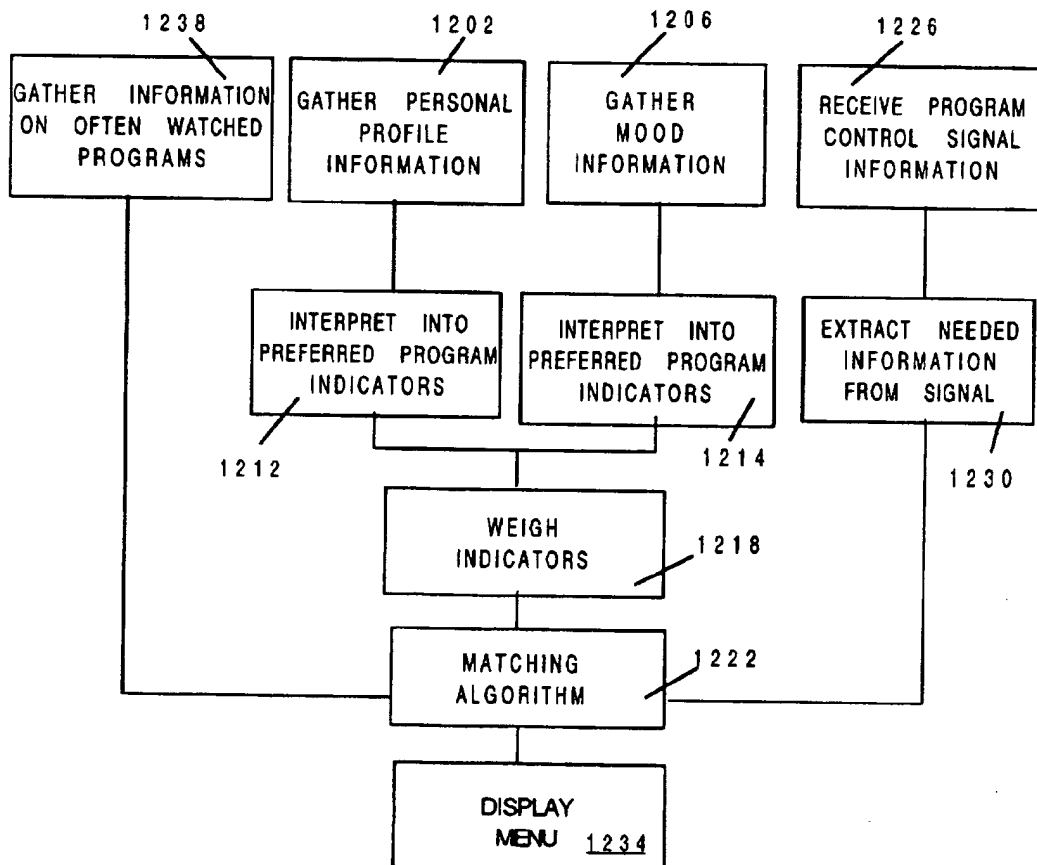 1238
1202
1206
1226
GATHER INFORMATION
ON OFTEN WATCHED
PROGRAMS
GATHER PERSONAL
PROFILE
INFORMATION
GATHER
MOOD
INFORMATION
RECEIVE PROGRAM
CONTROL SIGNAL
INFORMATION
INTERPRET INTO
PREFERRED PROGRAM
INDICATORS
INTERPRET INTO
PREFERRED PROGRAM
INDICATORS
EXTRACT NEEDED
INFORMATION
FROM SIGNAL
1212
1214
1230
WEIGH
INDICATORS
1218
MATCHING
ALGORITHM
1222
DISPLAY
MENU 1234